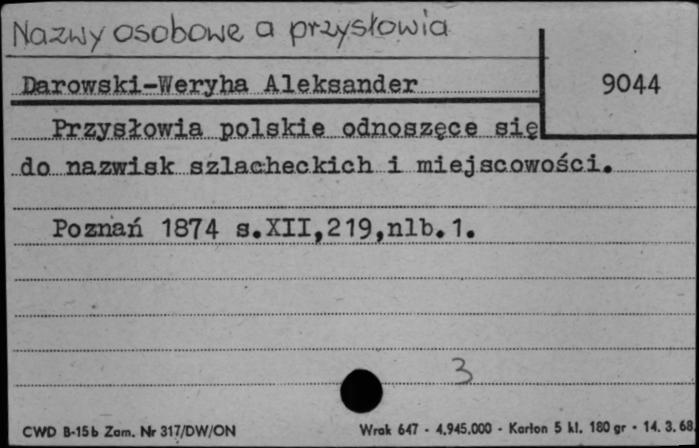 Nazwy osobowe a przysłowia
Darowski-Weryha Aleksander
9044
Przysłowia polskie odnoszęce się
do nazwisk szlacheckich i miejscowości.
Poznań 1874 s.XII,219,nlb.1.
3
CWD B-15b Zam. Nr 317/DW/ON
Wrak 647 - 4.945.000 - Karton 5 kl. 180 gr - 14. 3. 68